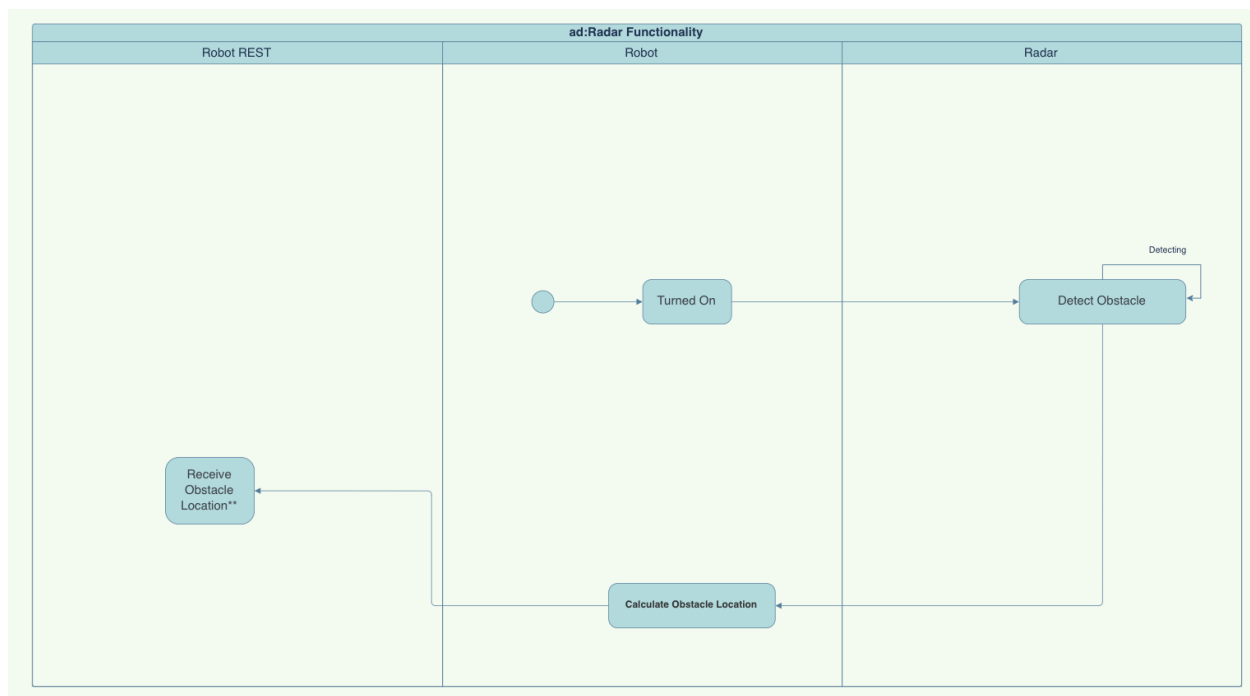 ad:Radar Functionality
Robot REST
Robot
Radar
Detecting
Turned On
Detect Obstacle
Receive
Obstacle
Location**
Calculate Obstacle Location